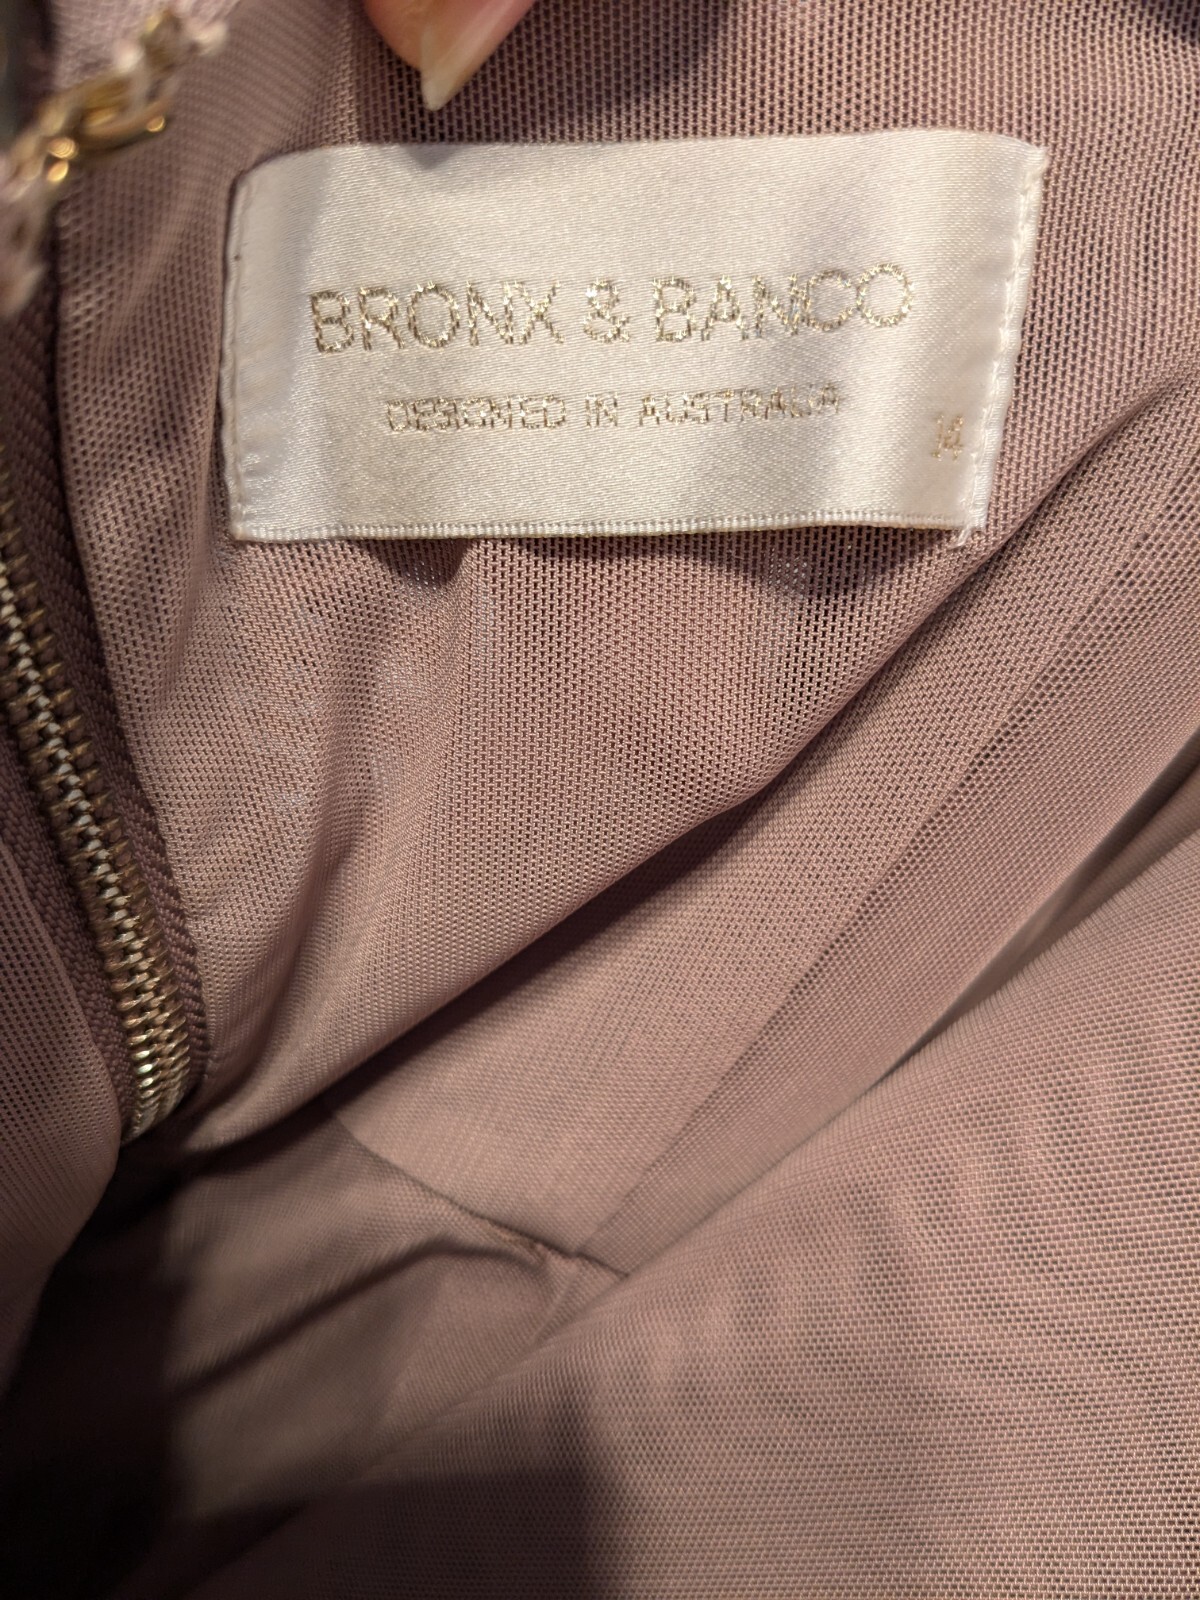 BRONX & BANCO
DESIGNED IN AUSTRALIA
14